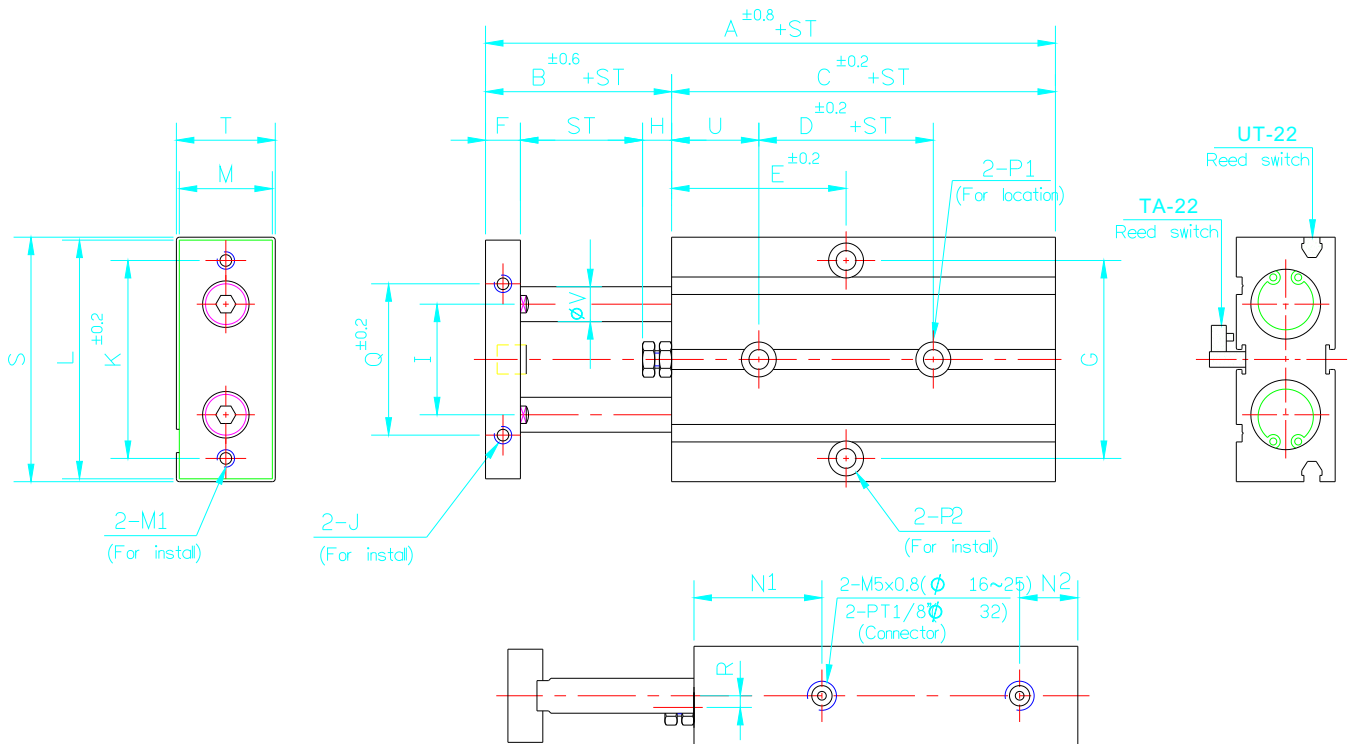 A±0.8+ST
B±0.6+ST
C±0.2+ST
T
F
ST
H
U
D±0.2+ST
UT-22
Reed switch
M
E±0.2
2-P1
(For location)
TA-22
Reed switch
S
L
K±0.2
Q±0.2
I
øV
G
2-M1
(For install)
2-J
(For install)
2-P2
(For install)
N1
2-M5x0.8(ϕ 16~25)
N2
2-PT1/8"ϕ 32)
(Connector)
R